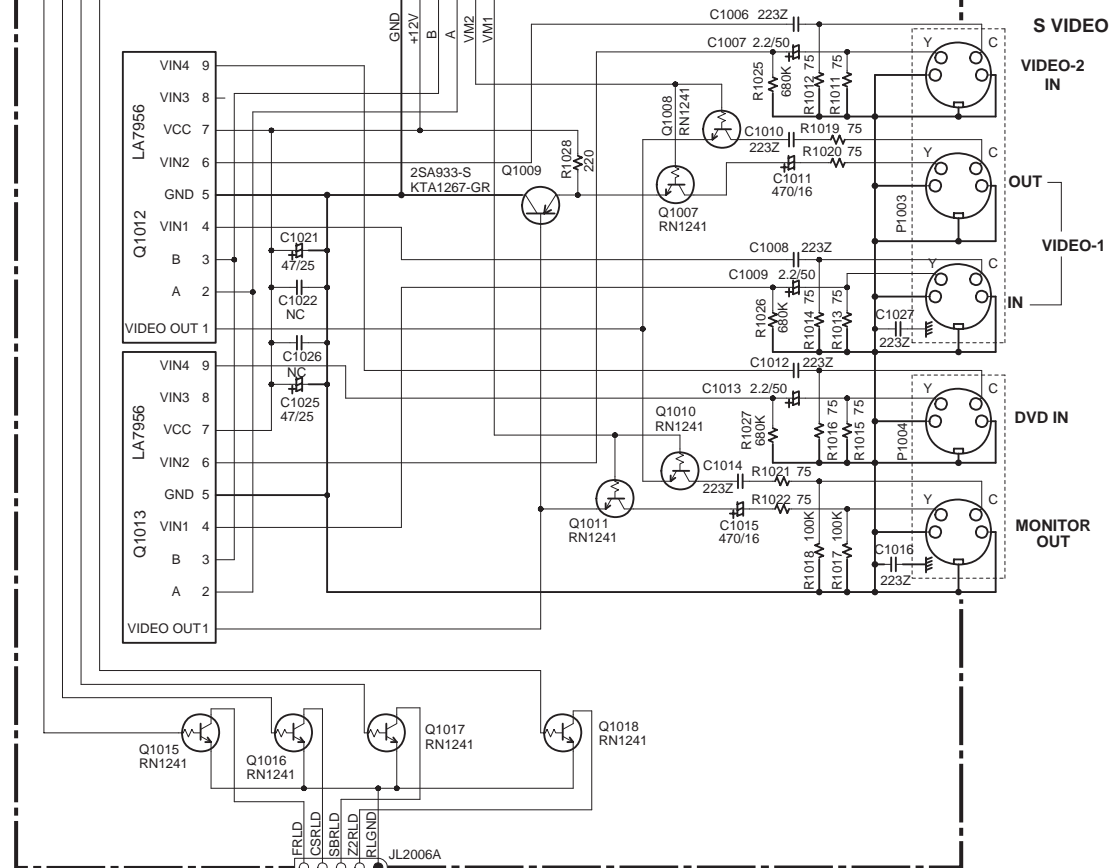 GND
+12V
B
A
VM2
VM1
C1006 223Z
C1007 2.2/50
R1025
680K
R1012 75
R1011 75
Y
C
S VIDEO
VIDEO-2
IN
LA7956
Q1012
VIN4 9
VIN3 8
VCC 7
VIN2 6
GND 5
VIN1 4
B 3
A 2
VIDEO OUT 1
2SA933-S
KTA1267-GR
Q1009
R1028
220
Q1008
RN1241
Q1007
RN1241
C1010
223Z
R1019 75
R1020 75
C1011
470/16
Y
C
OUT
P1003
VIDEO-1
C1021
47/25
C1022
NC
C1008 223Z
C1009 2.2/50
R1026
680K
R1014 75
R1013 75
C1027
223Z
Y
C
IN
LA7956
Q1013
VIN4 9
VIN3 8
VCC 7
VIN2 6
GND 5
VIN1 4
B 3
A 2
VIDEO OUT1
C1026
NC
C1025
47/25
C1012 223Z
C1013 2.2/50
R1027
680K
R1016 75
R1015 75
P1004
Y
C
DVD IN
Q1010
RN1241
C1014
223Z
R1021 75
R1022 75
Q1011
RN1241
C1015
470/16
R1018 100K
R1017 100K
C1016
223Z
Y
C
MONITOR
OUT
Q1015
RN1241
Q1016
RN1241
Q1017
RN1241
Q1018
RN1241
FRLD
CSRLD
SBRLD
Z2RLD
RLGND
JL2006A